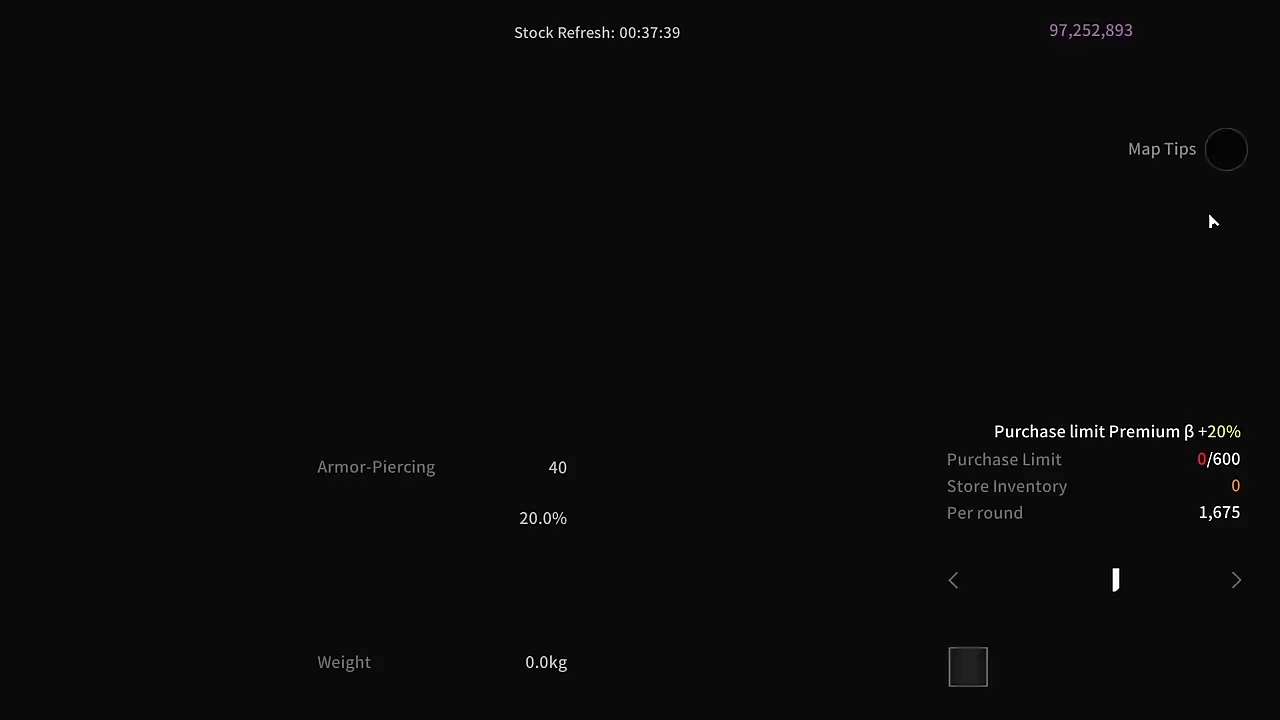 Stock Refresh: 00:37:39
97,252,893
Map Tips
Purchase limit Premium β +20%
Armor-Piercing 40
Purchase Limit 0/600
Store Inventory 0
Per round 1,675
20.0%
Weight 0.0kg